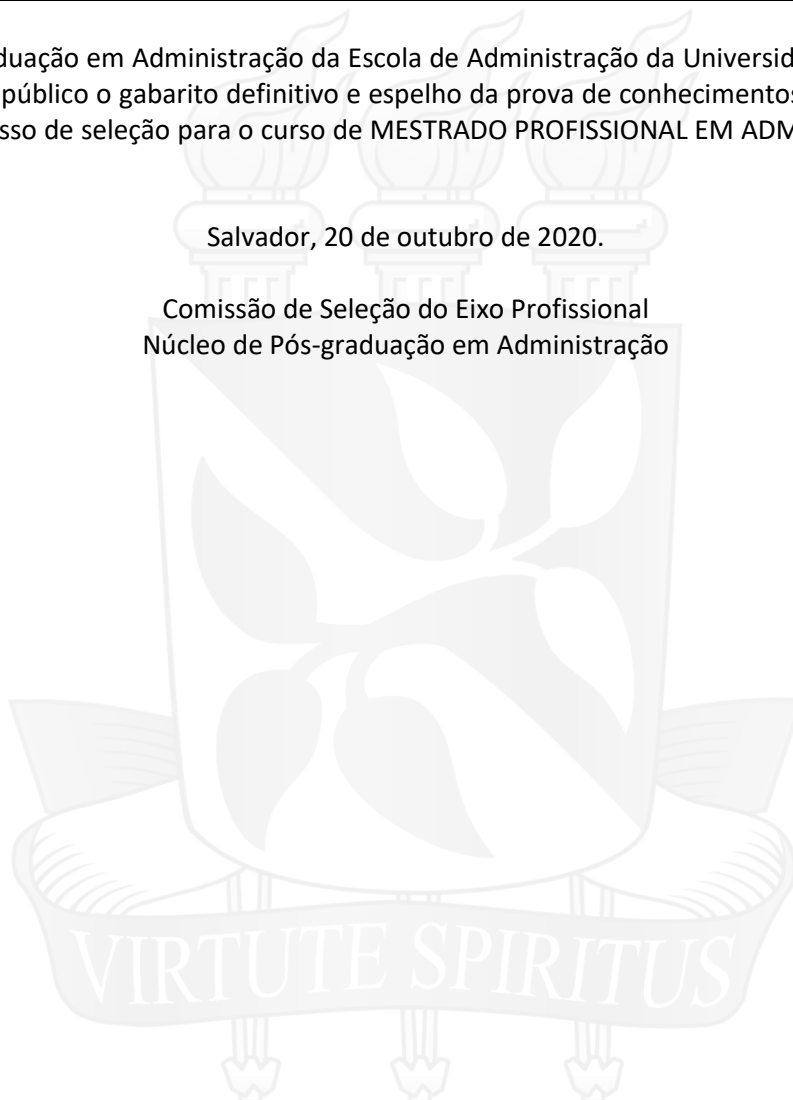 duação em Administração da Escola de Administração da Universid
público o gabarito definitivo e espelho da prova de conhecimentos
sso de seleção para o curso de MESTRADO PROFISSIONAL EM ADM
Salvador, 20 de outubro de 2020.
Comissão de Seleção do Eixo Profissional
Núcleo de Pós-graduação em Administração
VIRTUTE SPIRITUS